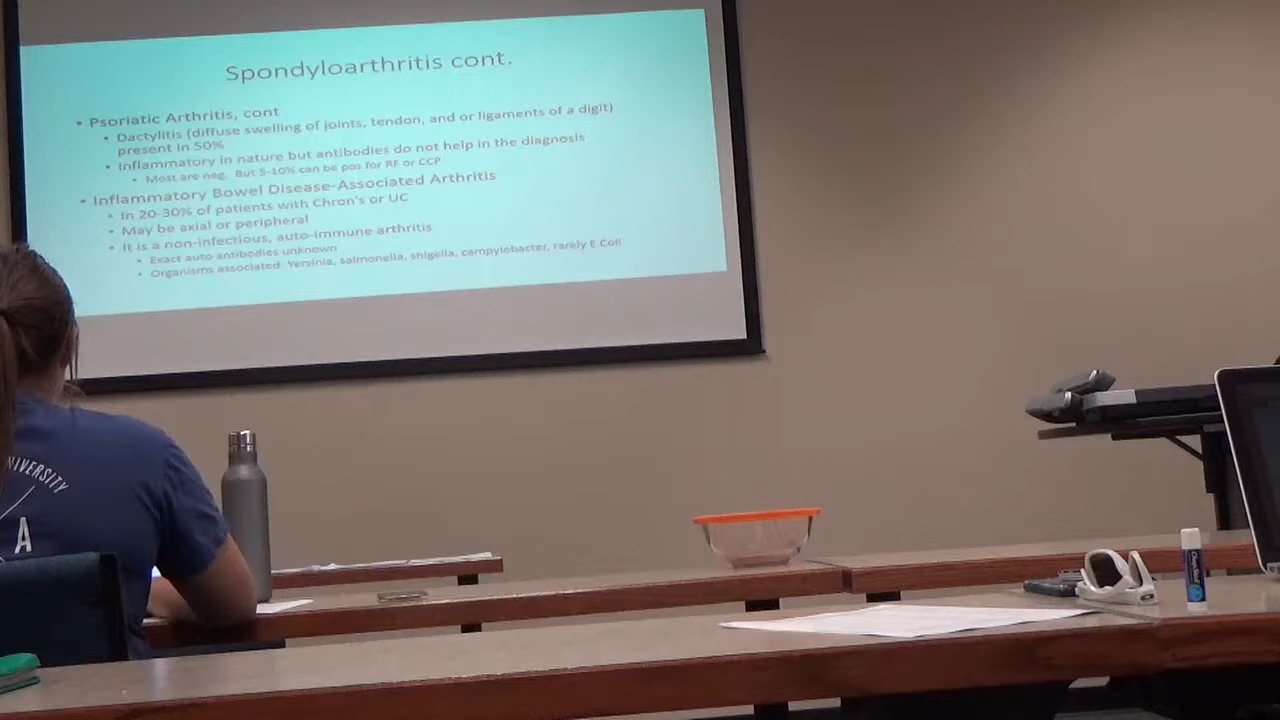 Spondyloarthritis cont.
• Psoriatic Arthritis, cont
• Dactylitis (diffuse swelling of joints, tendon, and or ligaments of a digit)
present in 50%
• Inflammatory in nature but antibodies do not help in the diagnosis
• Most are neg. But 5-10% can be pos for RF or CCP
• Inflammatory Bowel Disease-Associated Arthritis
• In 20-30% of patients with Chron's or UC
• May be axial or peripheral
• It is a non-infectious, auto-immune arthritis
• Exact auto antibodies unknown
• Organisms associated: Yersinia, salmonella, shigella, campylobacter, rarely E.Coli
NIVERSITY
A